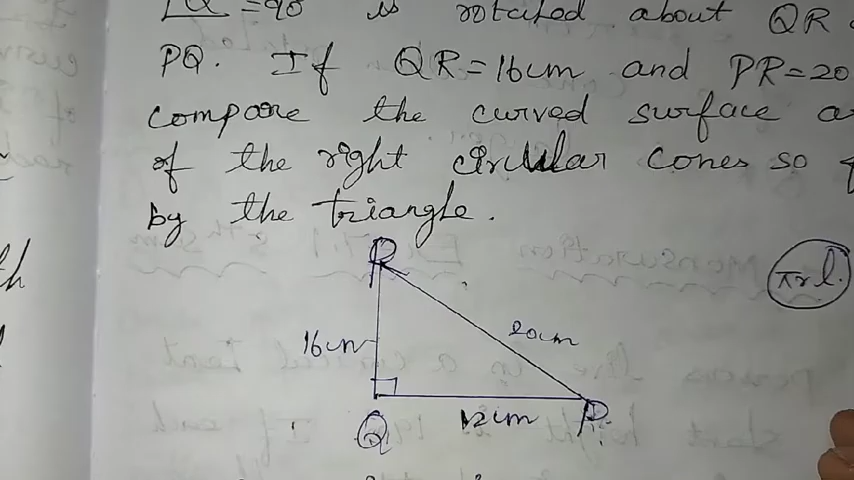 =90° is rotated about QR
PQ. If QR=16cm and PR=20
compare the curved surface a
of the right circular cones so f
by the triangle.
R
πrl.
16cm
20cm
12cm
Q
P